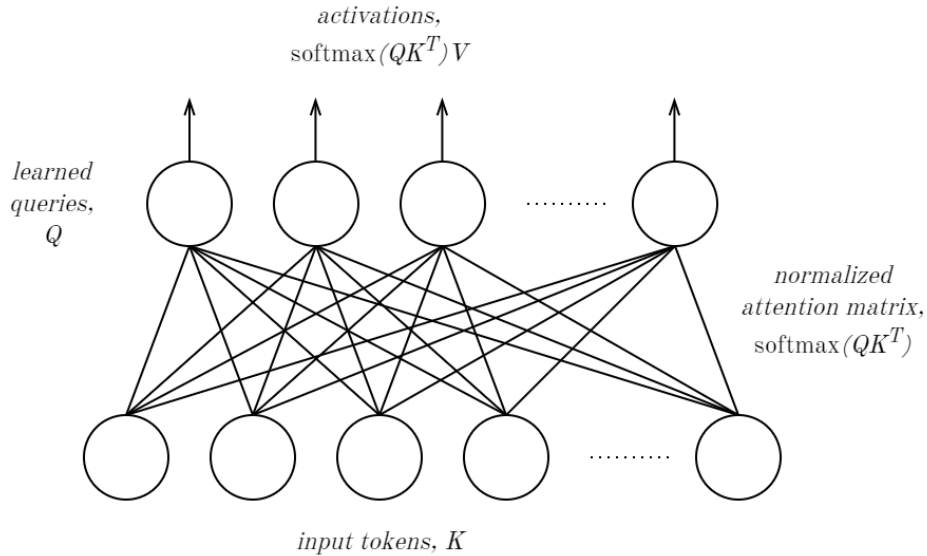 activations,
softmax(QK^T)V
learned
queries,
Q
normalized
attention matrix,
softmax(QK^T)
input tokens, K